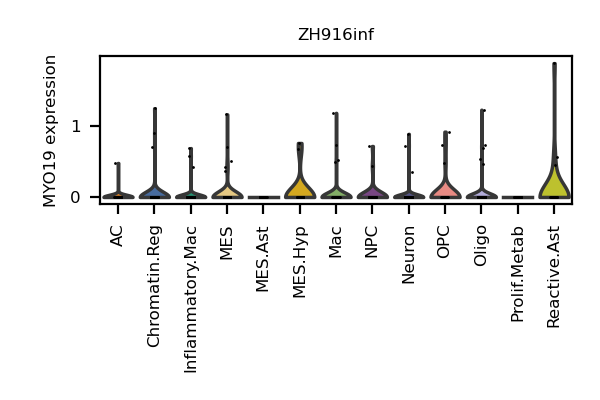 ZH916inf
MYO19 expression
1
0
AC
Chromatin.Reg
Inflammatory.Mac
MES
MES.Ast
MES.Hyp
Mac
NPC
Neuron
OPC
Oligo
Prolif.Metab
Reactive.Ast